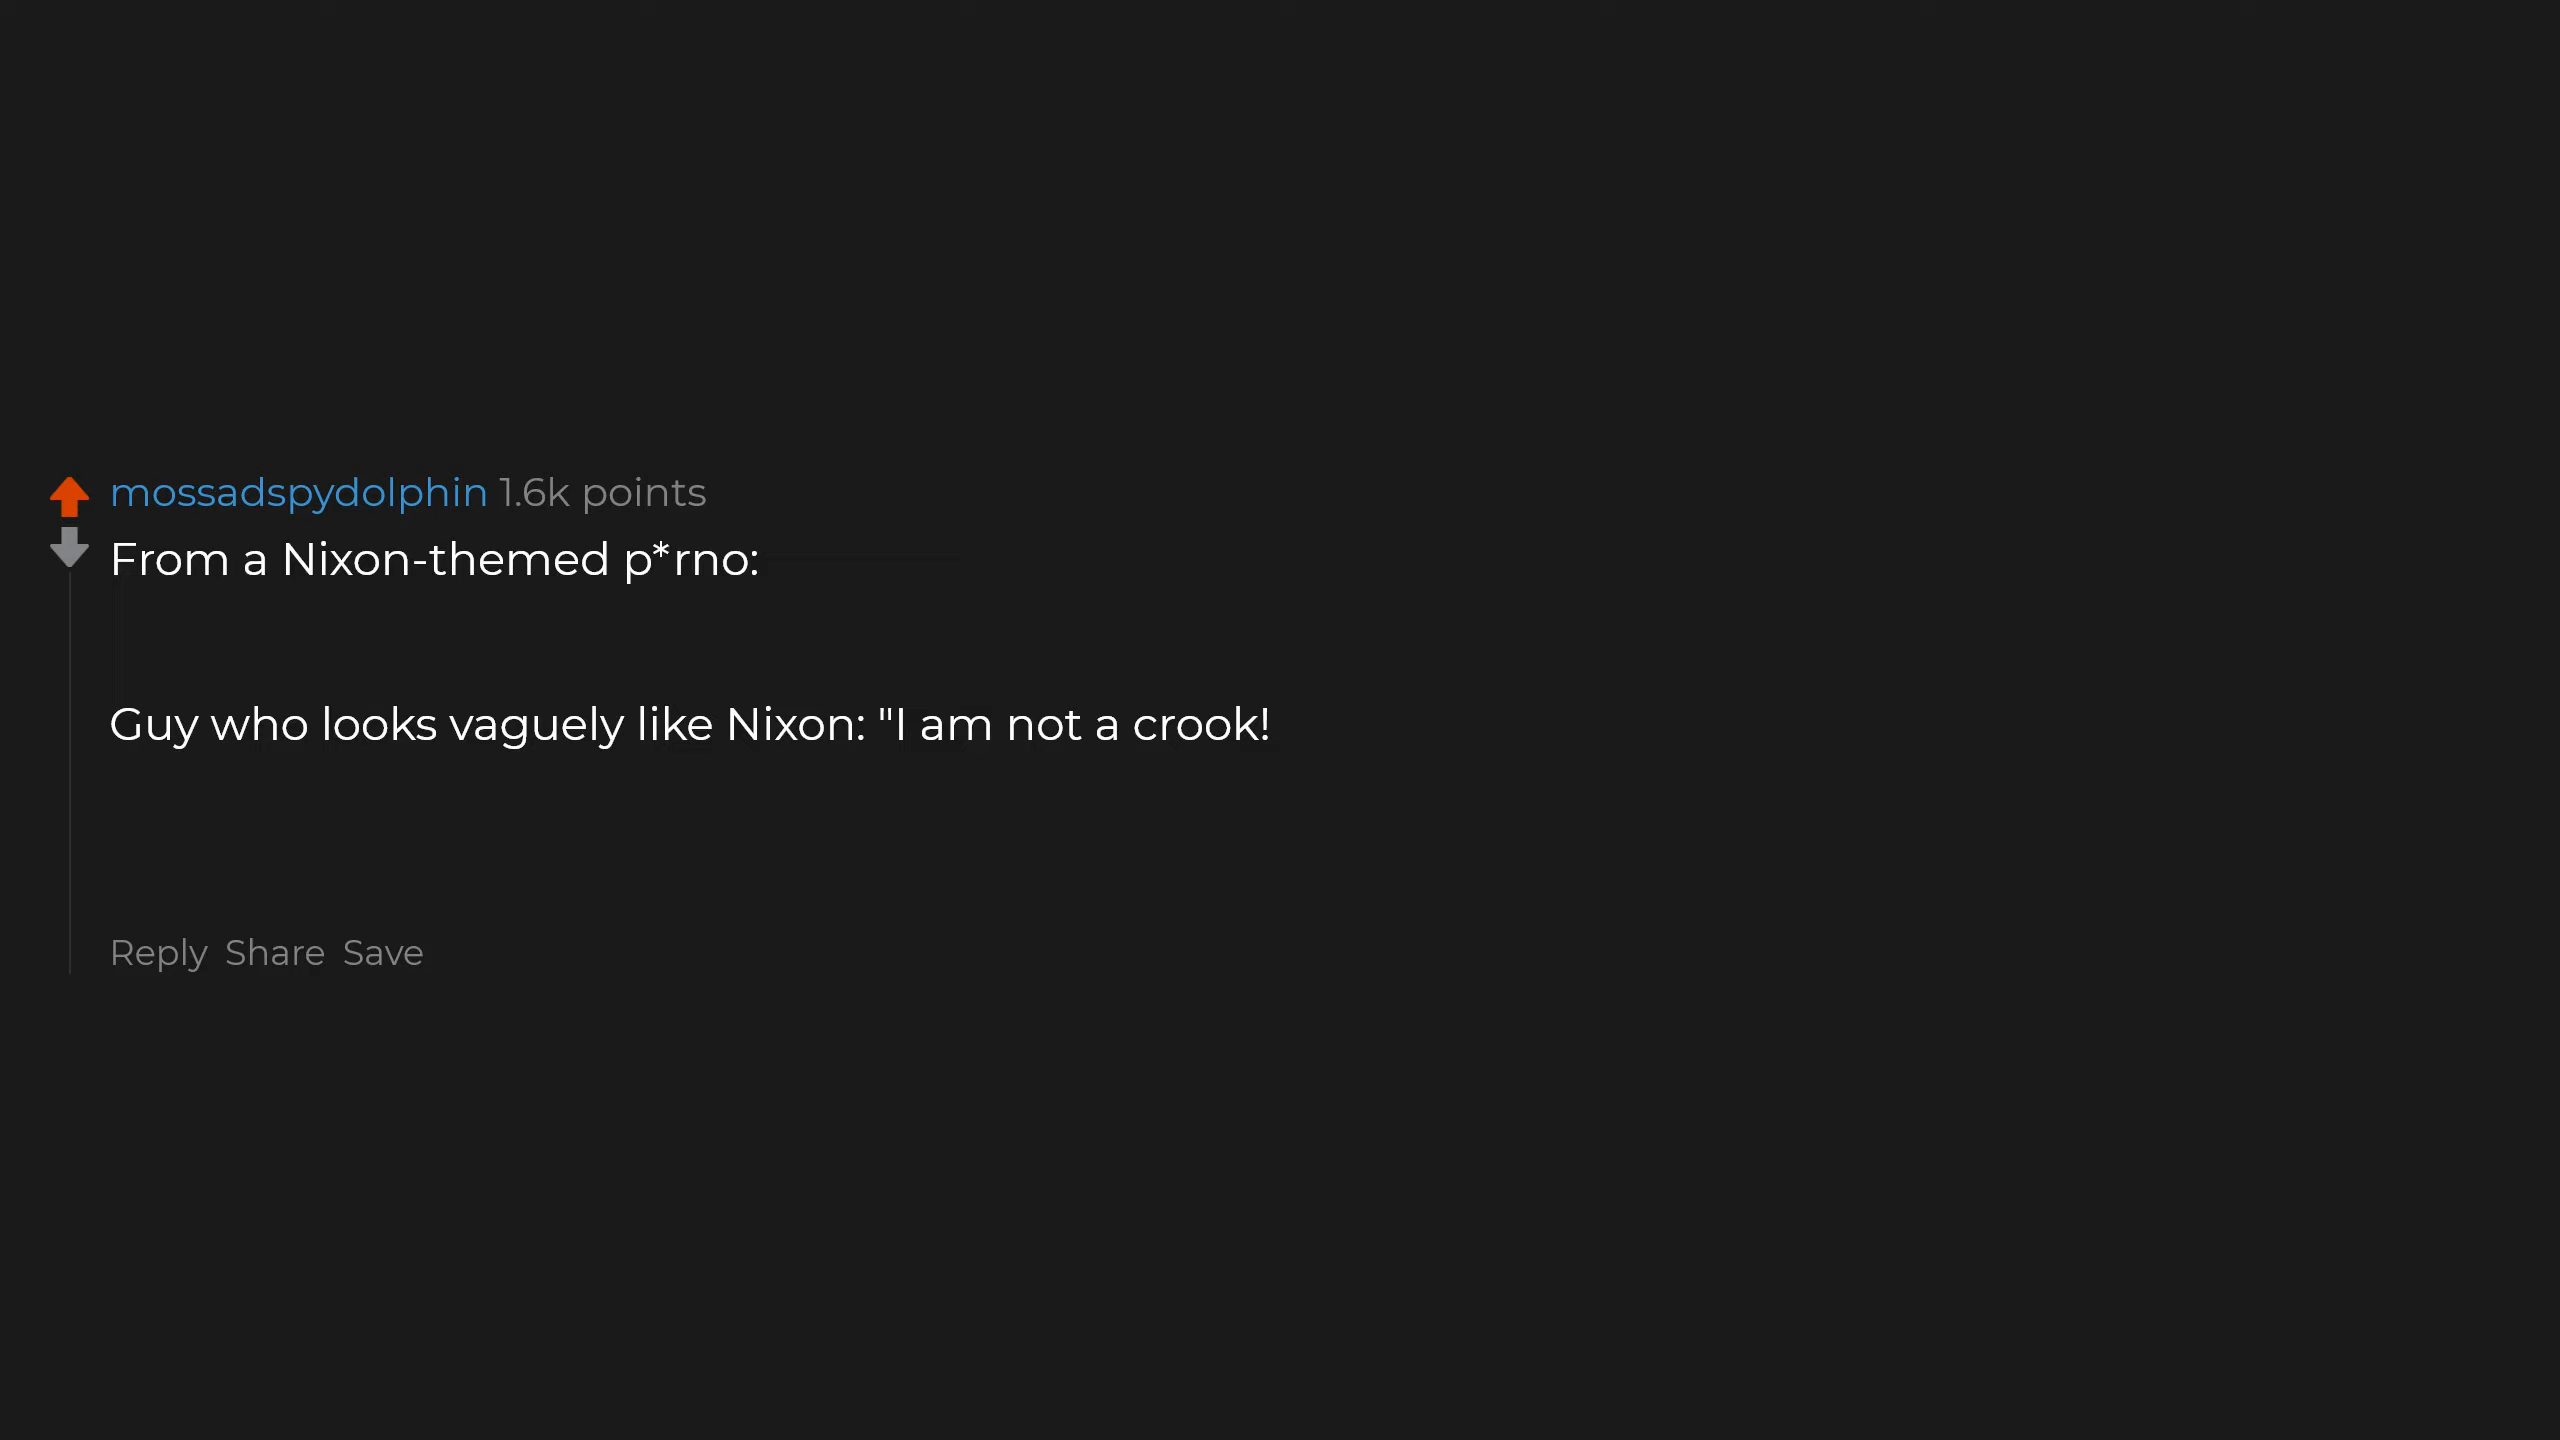 mossadspydolphin 1.6k points
From a Nixon-themed p*rno:
Guy who looks vaguely like Nixon: "I am not a crook!
Reply Share Save